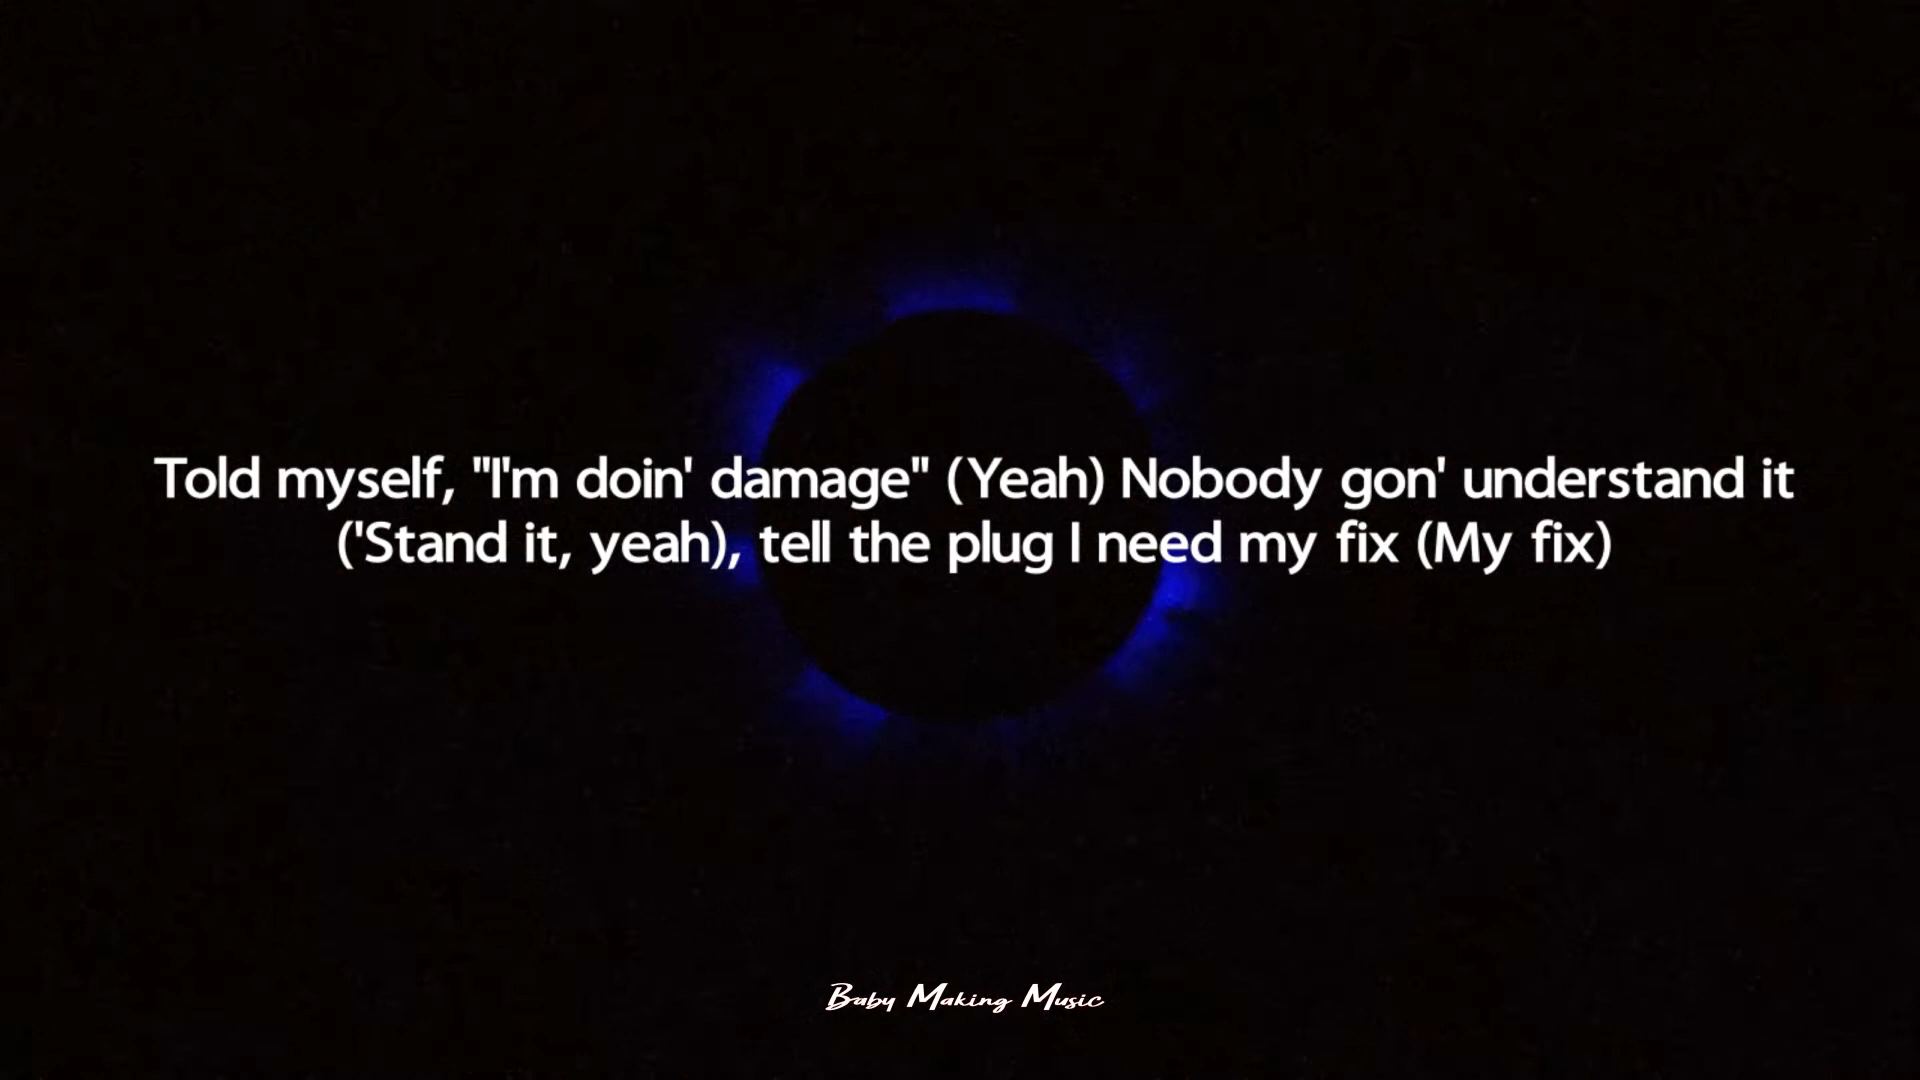 Told myself, "I'm doin' damage" (Yeah) Nobody gon' understand it
('Stand it, yeah), tell the plug I need my fix (My fix)
Baby Making Music